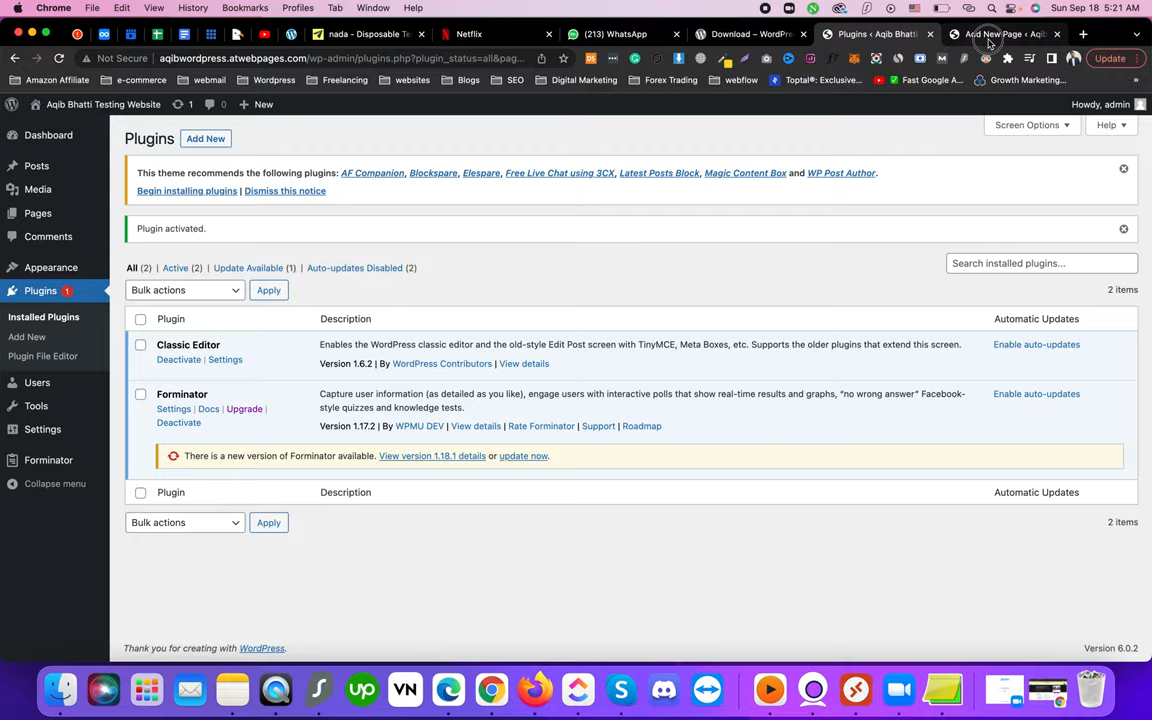 Chrome File Edit View History Bookmarks Profiles Tab Window Help Sun Sep 18 5:21 AM
nada - Disposable Te Netflix (213) WhatsApp Download – WordPre Plugins ‹ Aqib Bhatti Add New Page ‹ Aqib
Not Secure aqibwordpress.atwebpages.com/wp-admin/plugins.php?plugin_status=all&pag... Update
Amazon Affiliate e-commerce webmail Wordpress Freelancing websites Blogs SEO Digital Marketing Forex Trading webflow Toptal®: Exclusive... Fast Google A... Growth Marketing... »
Aqib Bhatti Testing Website 1 0 New Howdy, admin
Dashboard
Posts
Media
Pages
Comments
Appearance
Plugins 1
Installed Plugins
Add New
Plugin File Editor
Users
Tools
Settings
Forminator
Collapse menu
Screen Options Help
Plugins Add New
This theme recommends the following plugins: AF Companion, Blockspare, Elespare, Free Live Chat using 3CX, Latest Posts Block, Magic Content Box and WP Post Author.
Begin installing plugins | Dismiss this notice
Plugin activated.
All (2) | Active (2) | Update Available (1) | Auto-updates Disabled (2)
Search installed plugins...
Bulk actions Apply 2 items
Plugin Description Automatic Updates
Classic Editor Enables the WordPress classic editor and the old-style Edit Post screen with TinyMCE, Meta Boxes, etc. Supports the older plugins that extend this screen. Enable auto-updates
Deactivate | Settings
Version 1.6.2 | By WordPress Contributors | View details
Forminator Capture user information (as detailed as you like), engage users with interactive polls that show real-time results and graphs, “no wrong answer” Facebook- Enable auto-updates
Settings | Docs | Upgrade | style quizzes and knowledge tests.
Deactivate Version 1.17.2 | By WPMU DEV | View details | Rate Forminator | Support | Roadmap
There is a new version of Forminator available. View version 1.18.1 details or update now.
Plugin Description Automatic Updates
Bulk actions Apply 2 items
Thank you for creating with WordPress. Version 6.0.2
up VN